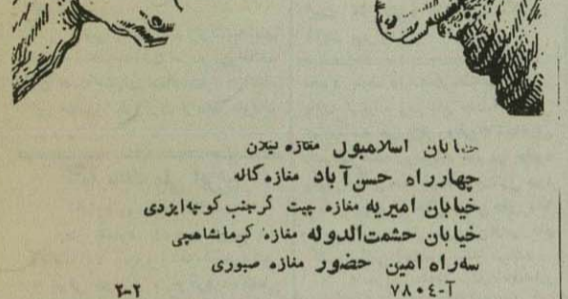 خیابان اسلامبول مغازه نیلان
چهارراه حسن‌آباد مغازه کاله
خیابان امیریه مغازه چیت گرجنب کوچه‌ایزدی
خیابان حشمت‌الدوله مغازه کرمانشاهچی
سه‌راه امین حضور مغازه صبوری
آ-۷۸۰۴ ۲-۲